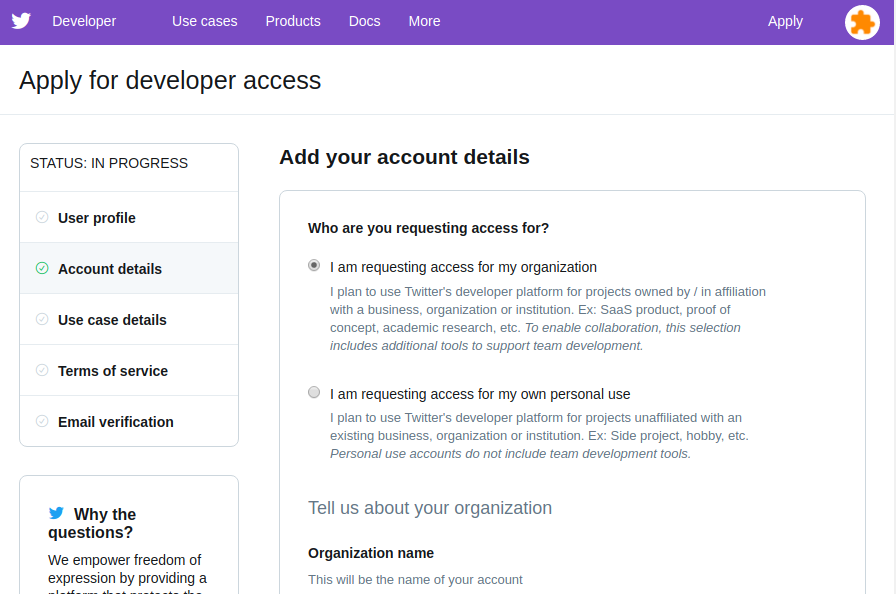 Developer Use cases Products Docs More Apply
Apply for developer access
STATUS: IN PROGRESS
User profile
Account details
Use case details
Terms of service
Email verification
Why the
questions?
We empower freedom of
expression by providing a
platform that protects the
Add your account details
Who are you requesting access for?
I am requesting access for my organization
I plan to use Twitter's developer platform for projects owned by / in affiliation
with a business, organization or institution. Ex: SaaS product, proof of
concept, academic research, etc. To enable collaboration, this selection
includes additional tools to support team development.
I am requesting access for my own personal use
I plan to use Twitter's developer platform for projects unaffiliated with an
existing business, organization or institution. Ex: Side project, hobby, etc.
Personal use accounts do not include team development tools.
Tell us about your organization
Organization name
This will be the name of your account